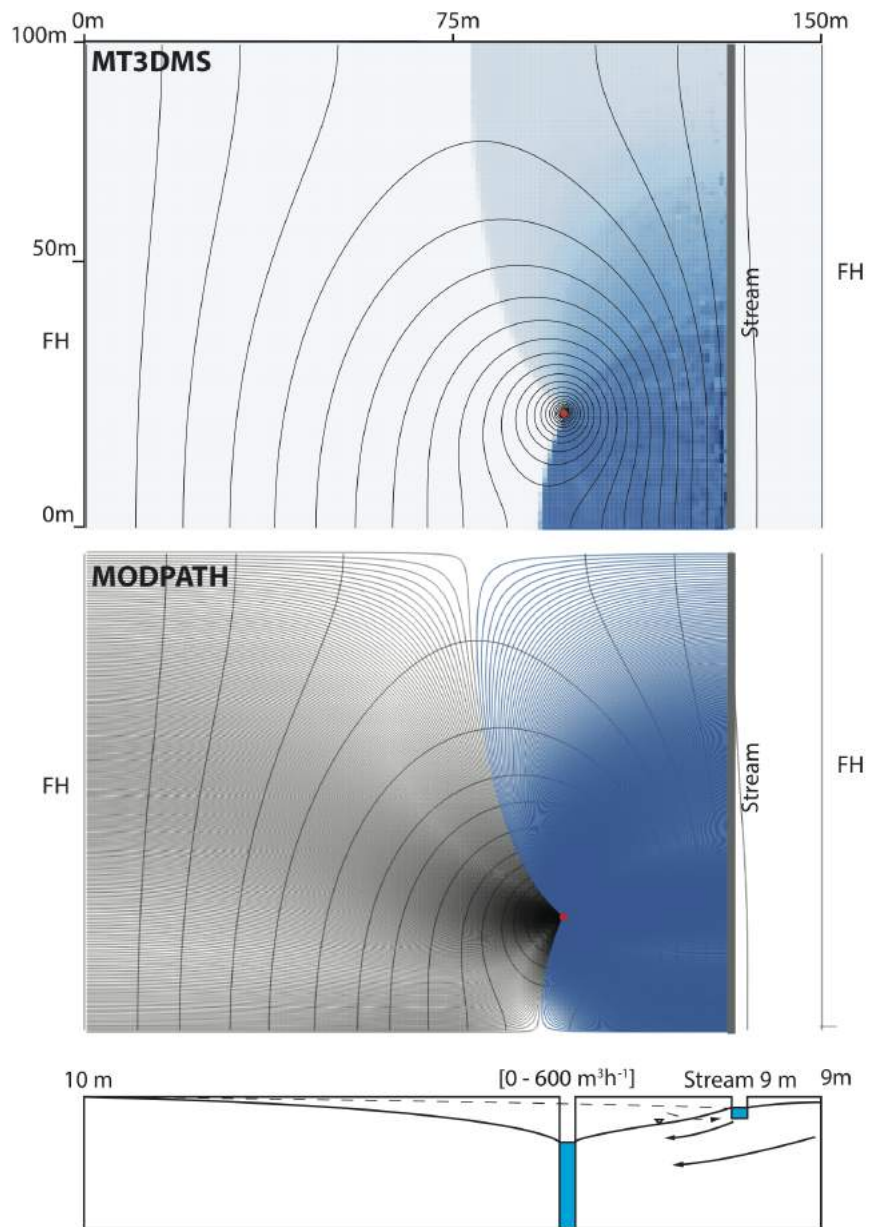 0m 75m 150m
100m
MT3DMS
50m
FH
Stream
FH
0m
MODPATH
FH
Stream
FH
10 m [0 - 600 m³h⁻¹] Stream 9 m 9m